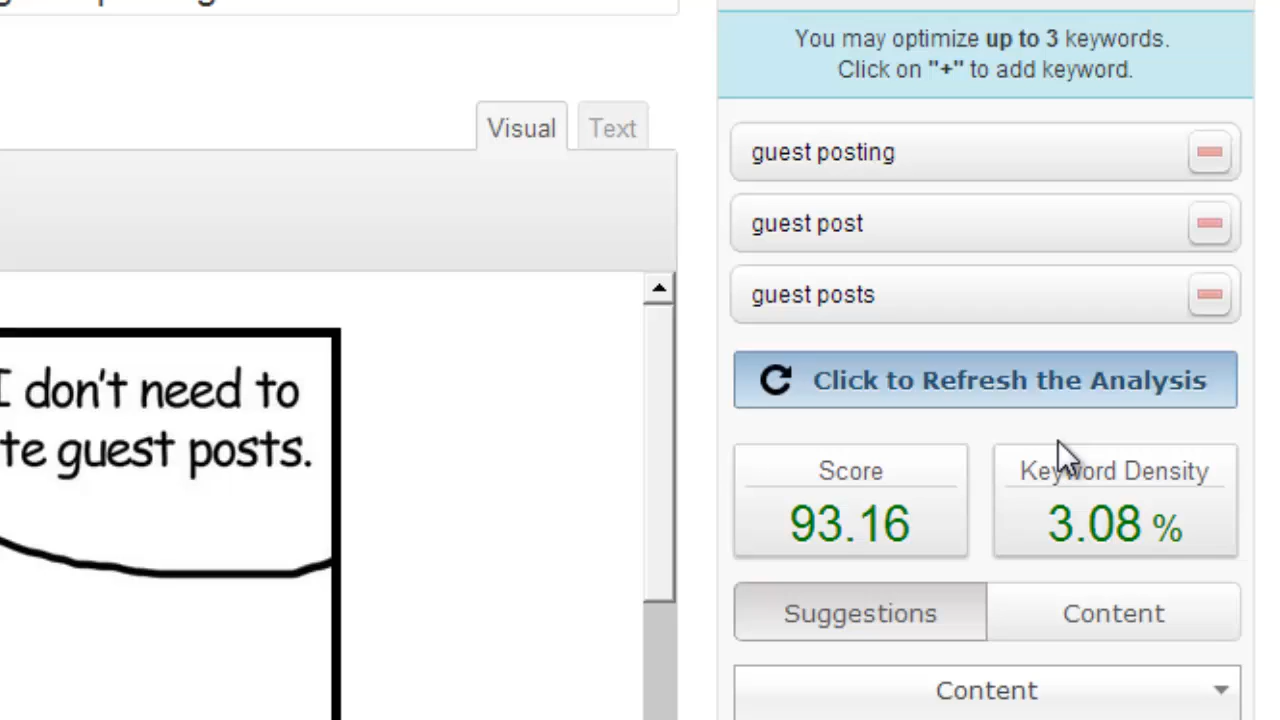 You may optimize up to 3 keywords.
Click on "+" to add keyword.
Visual
Text
guest posting
guest post
guest posts
I don't need to
te guest posts.
Click to Refresh the Analysis
Score
Keyword Density
93.16
3.08 %
Suggestions
Content
Content